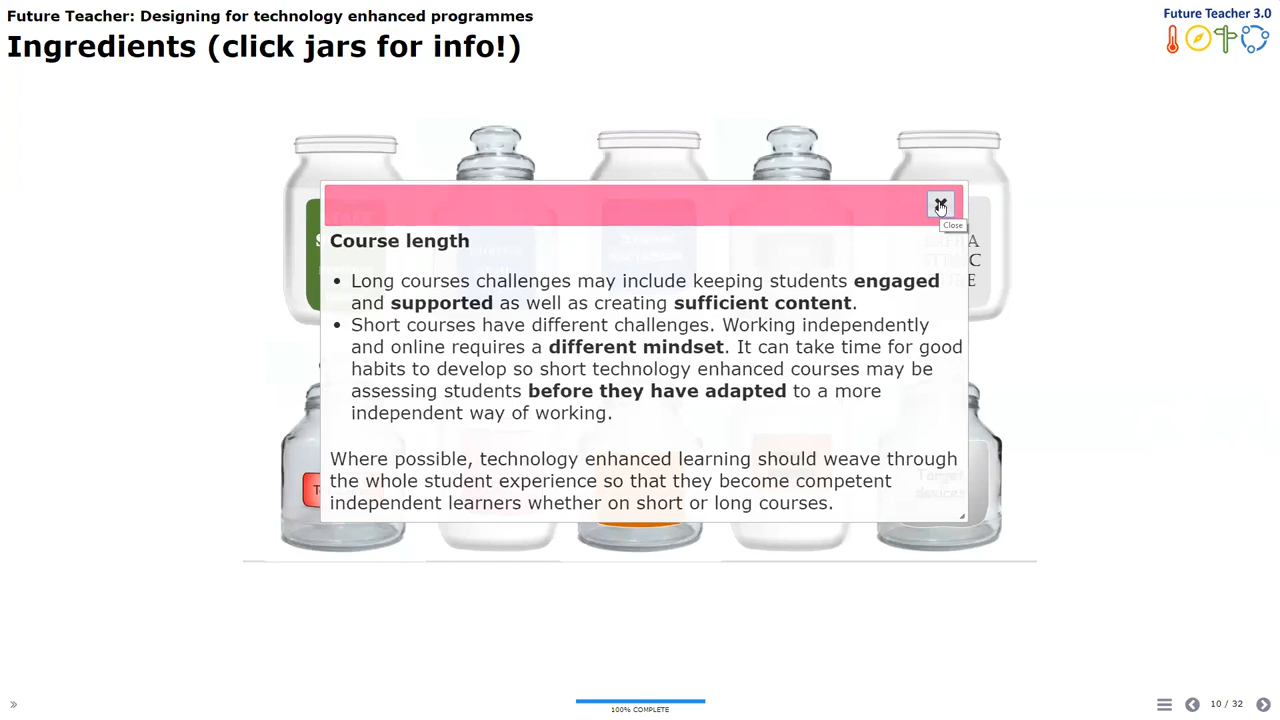 Future Teacher: Designing for technology enhanced programmes
Future Teacher 3.0
Ingredients (click jars for info!)
Close
Course length
Long courses challenges may include keeping students engaged
and supported as well as creating sufficient content.
Short courses have different challenges. Working independently
and online requires a different mindset. It can take time for good
habits to develop so short technology enhanced courses may be
assessing students before they have adapted to a more
independent way of working.
Where possible, technology enhanced learning should weave through
the whole student experience so that they become competent
independent learners whether on short or long courses.
Target
devices
100% COMPLETE
10 / 32